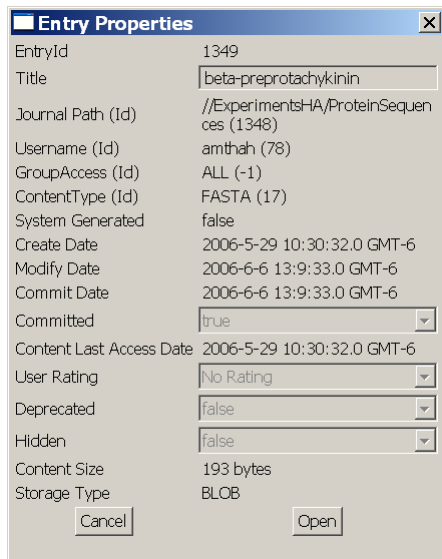 Entry Properties
EntryId 1349
Title beta-preprotachykinin
Journal Path (Id) //ExperimentsHA/ProteinSequen
ces (1348)
Username (Id) amthah (78)
GroupAccess (Id) ALL (-1)
ContentType (Id) FASTA (17)
System Generated false
Create Date 2006-5-29 10:30:32.0 GMT-6
Modify Date 2006-6-6 13:9:33.0 GMT-6
Commit Date 2006-6-6 13:9:33.0 GMT-6
Committed true
Content Last Access Date 2006-5-29 10:30:32.0 GMT-6
User Rating No Rating
Deprecated false
Hidden false
Content Size 193 bytes
Storage Type BLOB
Cancel Open